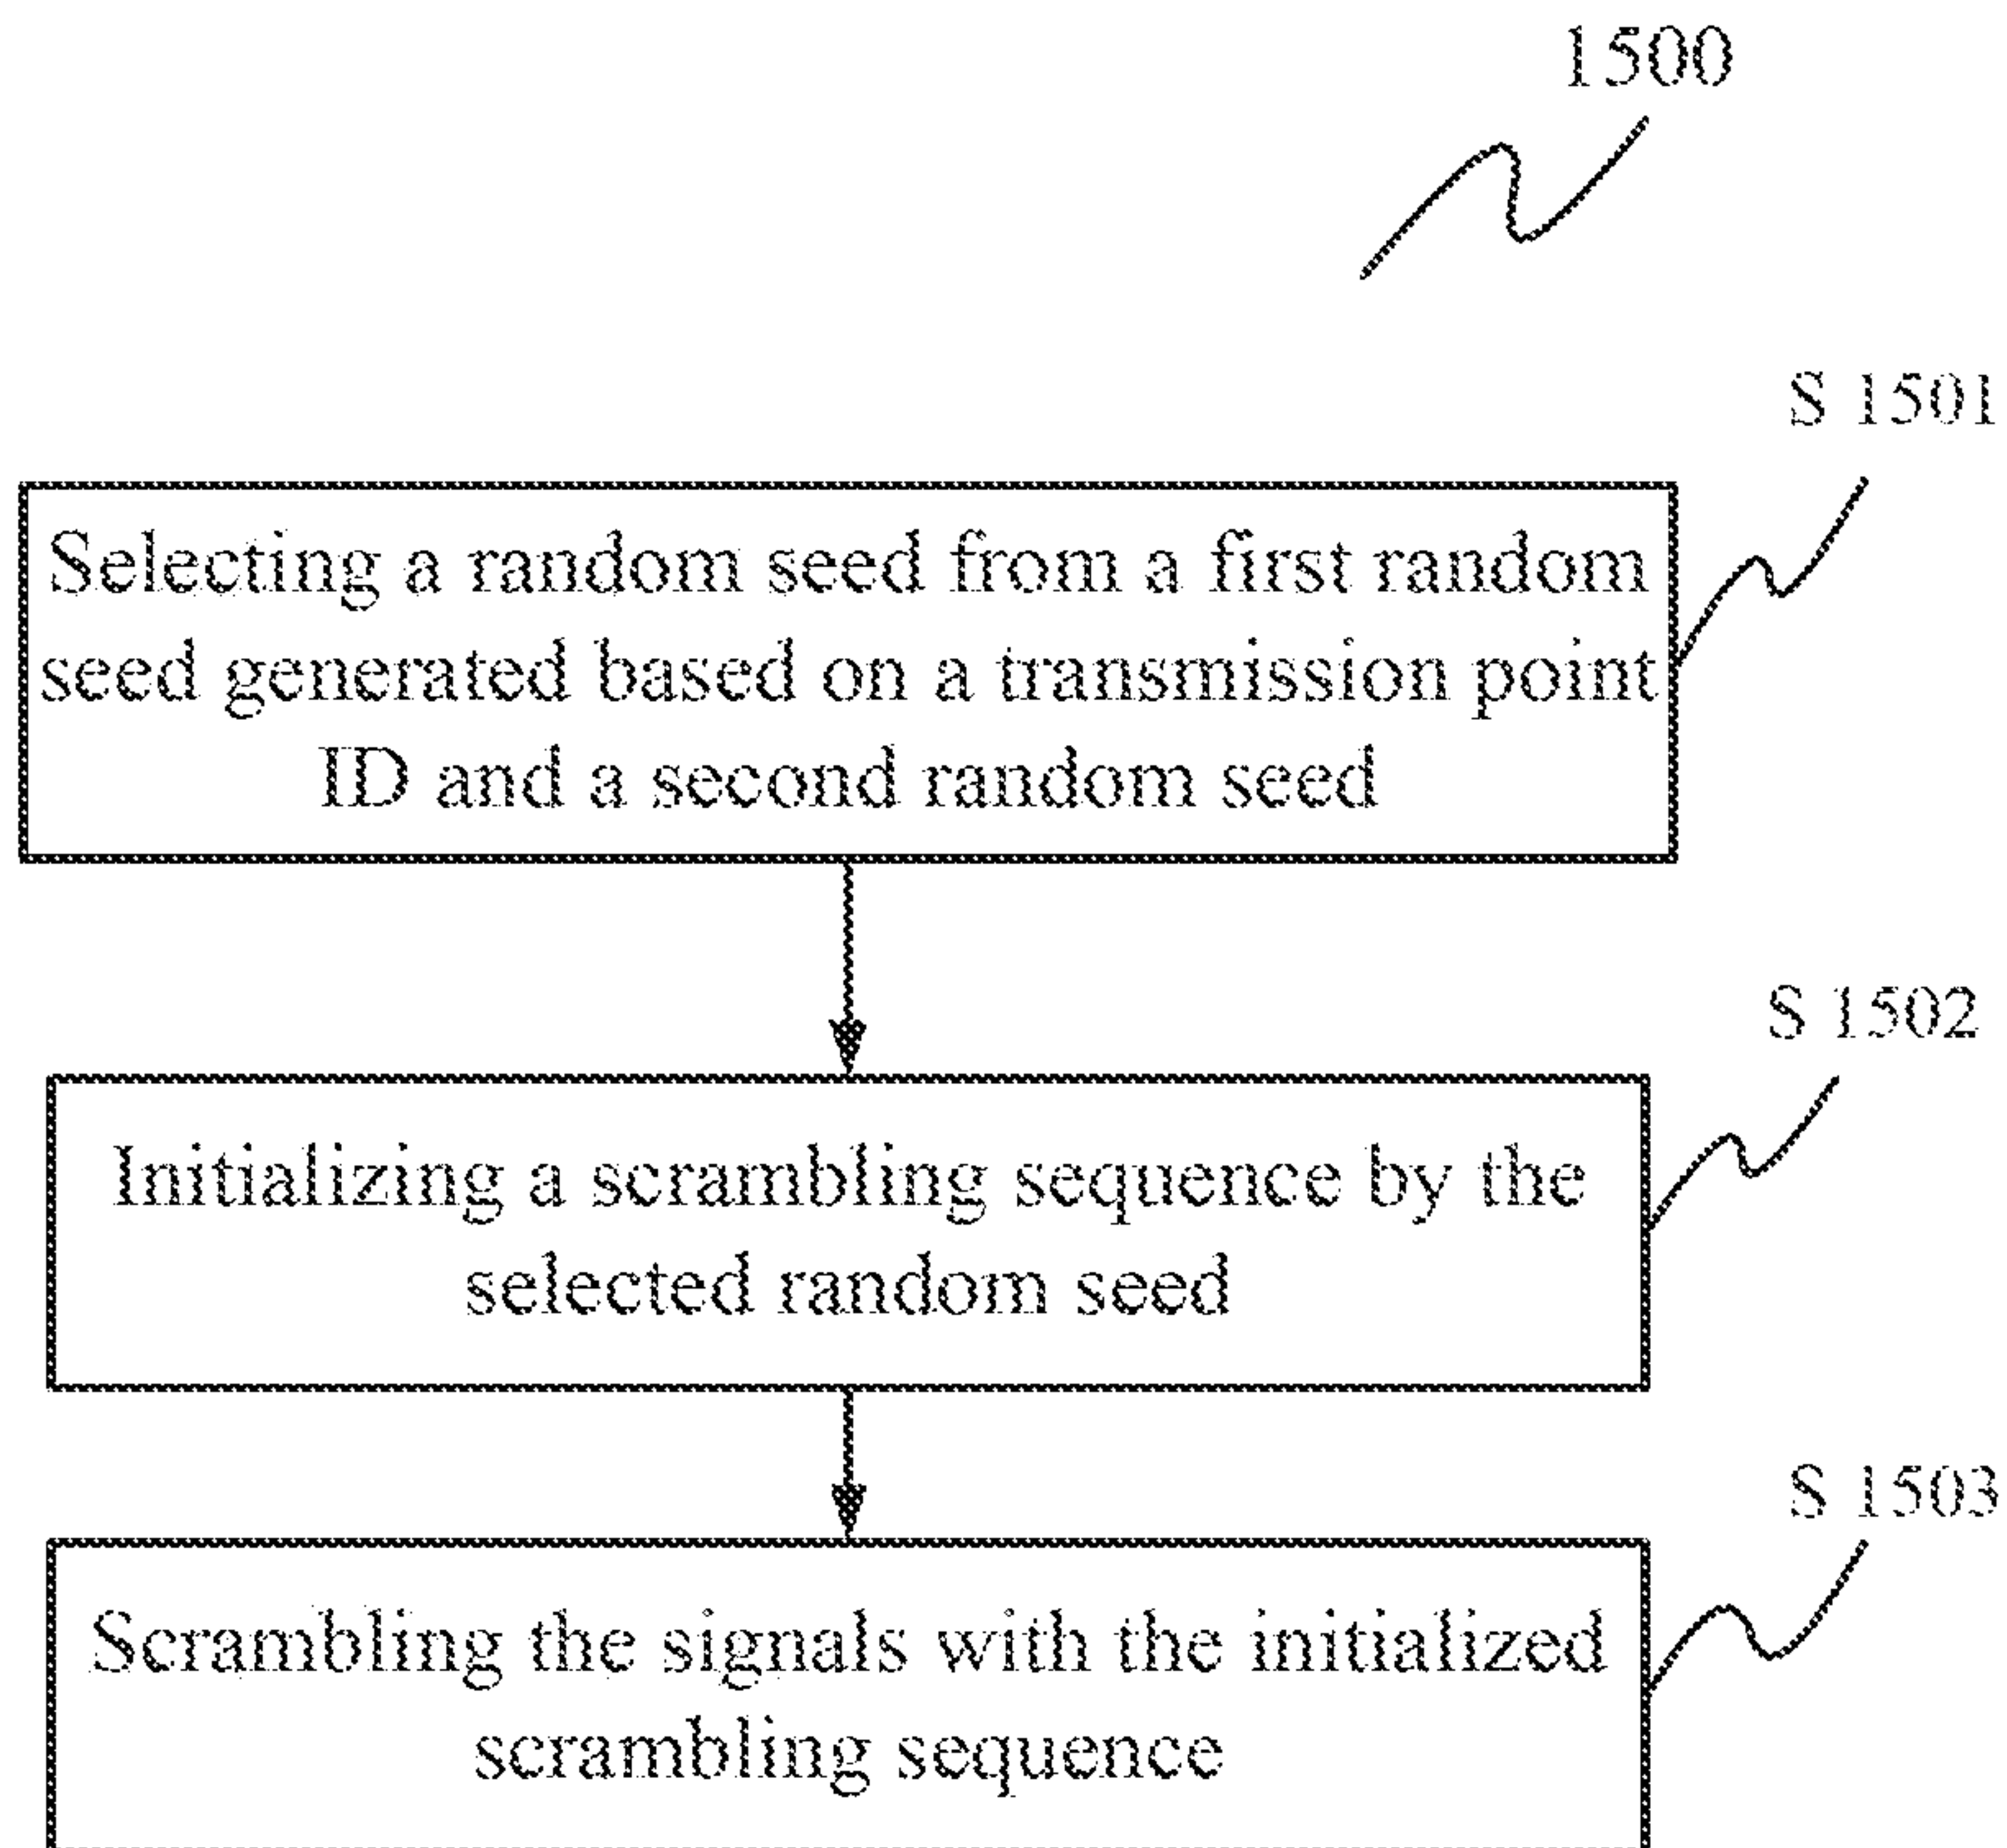 1500
S 1501
Selecting a random seed from a first random
seed generated based on a transmission point
ID and a second random seed
S 1502
Initializing a scrambling sequence by the
selected random seed
S 1503
Scrambling the signals with the initialized
scrambling sequence